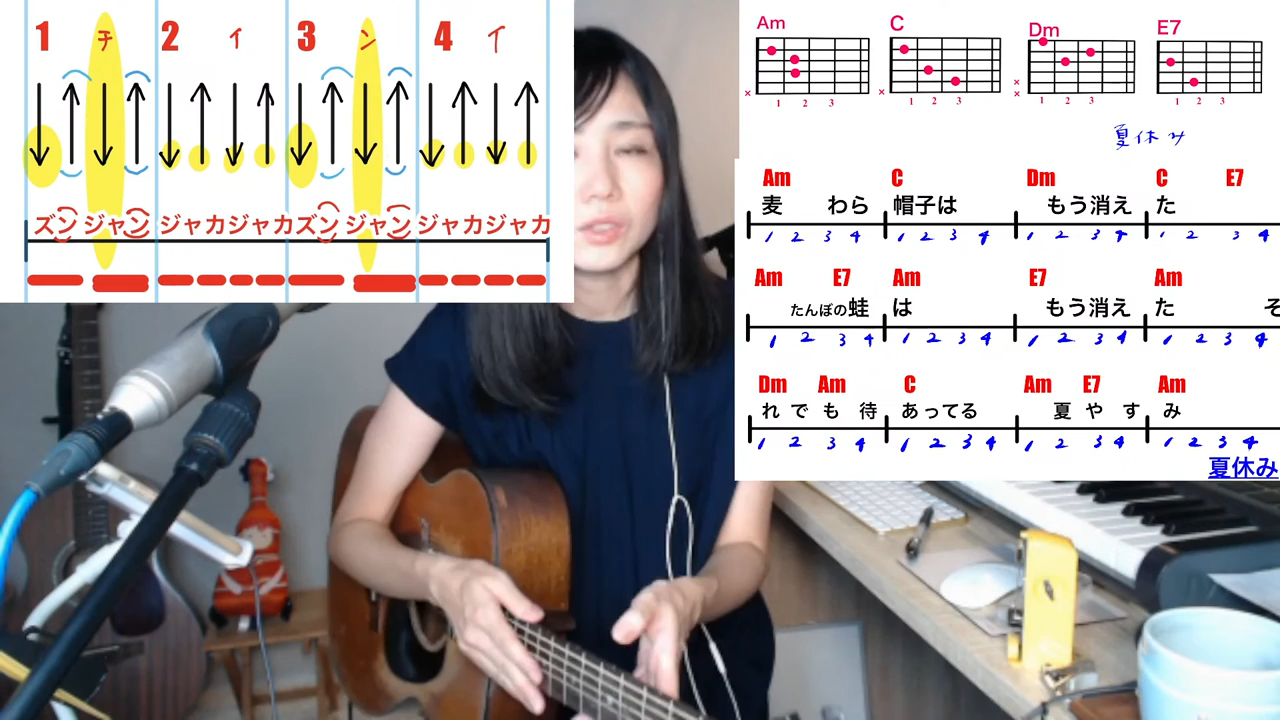 1 チ 2 イ 3 ン 4 イ
ズン ジャン ジャカジャカズン ジャン ジャカジャカ
Am C Dm E7
× × × ×
1 2 3 1 2 3 1 2 3 1 2 3
夏休み
Am C Dm C E7
麦 わら 帽子は もう消え た
1 2 3 4 1 2 3 4 1 2 3 4 1 2 3 4
Am E7 Am E7 Am
たんぼの蛙 は もう消え た そ
1 2 3 4 1 2 3 4 1 2 3 4 1 2 3 4
Dm Am C Am E7 Am
れ で も 待 あってる 夏 や す み
1 2 3 4 1 2 3 4 1 2 3 4 1 2 3 4
夏休み